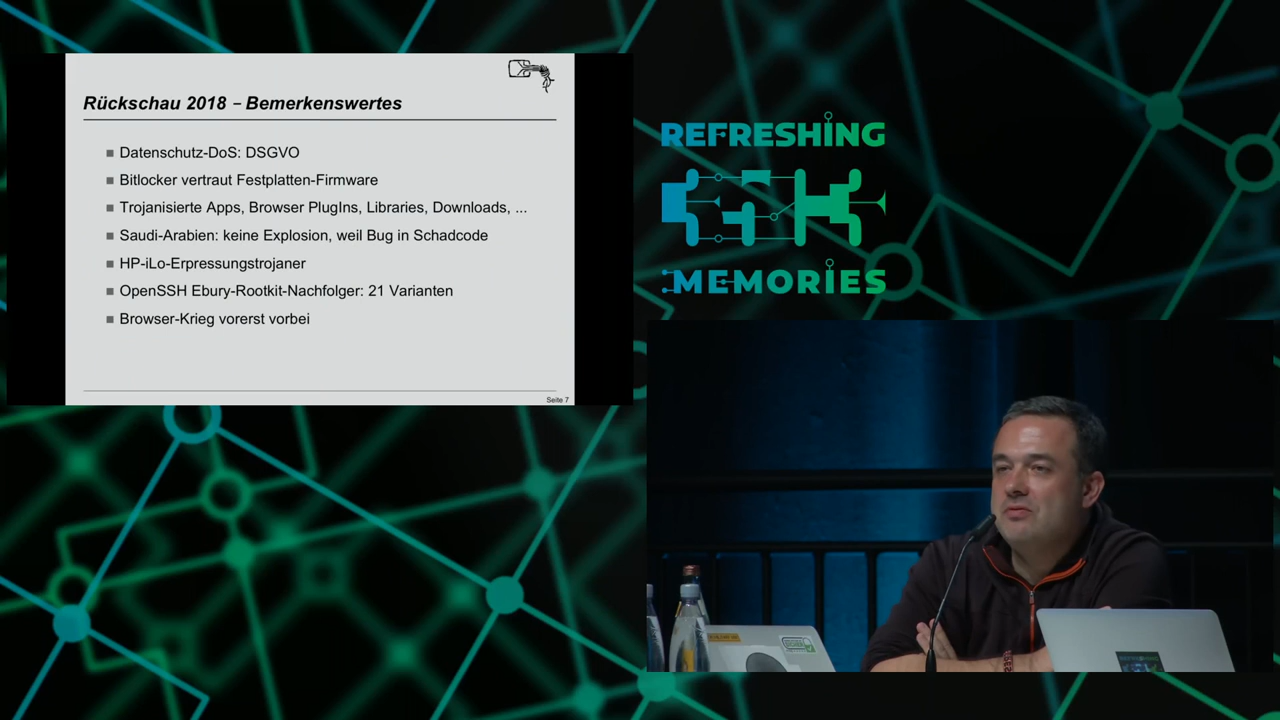 Rückschau 2018 – Bemerkenswertes
Datenschutz-DoS: DSGVO
Bitlocker vertraut Festplatten-Firmware
Trojanisierte Apps, Browser PlugIns, Libraries, Downloads, ...
Saudi-Arabien: keine Explosion, weil Bug in Schadcode
HP-iLo-Erpressungstrojaner
OpenSSH Ebury-Rootkit-Nachfolger: 21 Varianten
Browser-Krieg vorerst vorbei
Seite 7
REFRESHING
MEMORIES